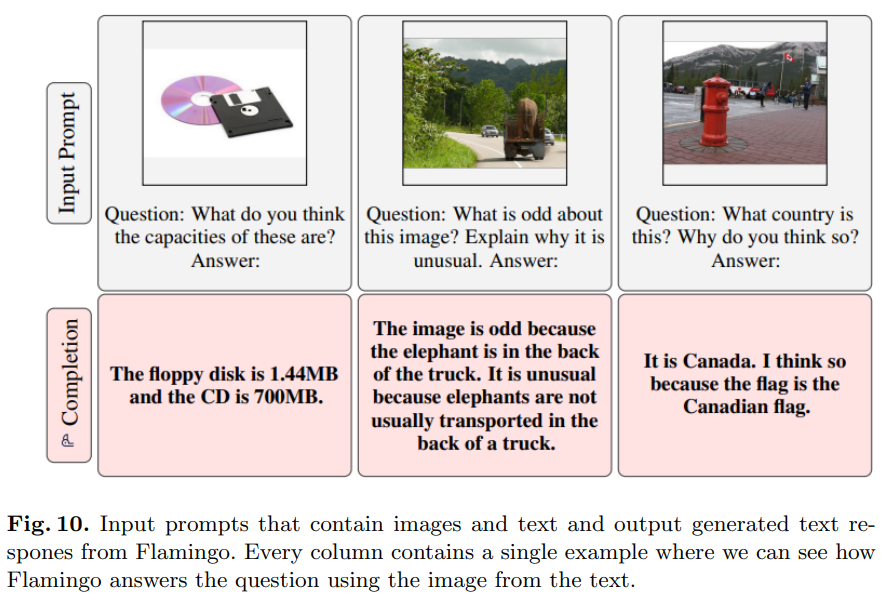 Input Prompt
Question: What do you think
the capacities of these are?
Answer:
Question: What is odd about
this image? Explain why it is
unusual. Answer:
Question: What country is
this? Why do you think so?
Answer:
Completion
The floppy disk is 1.44MB
and the CD is 700MB.
The image is odd because
the elephant is in the back
of the truck. It is unusual
because elephants are not
usually transported in the
back of a truck.
It is Canada. I think so
because the flag is the
Canadian flag.
Fig. 10. Input prompts that contain images and text and output generated text re-
spones from Flamingo. Every column contains a single example where we can see how
Flamingo answers the question using the image from the text.